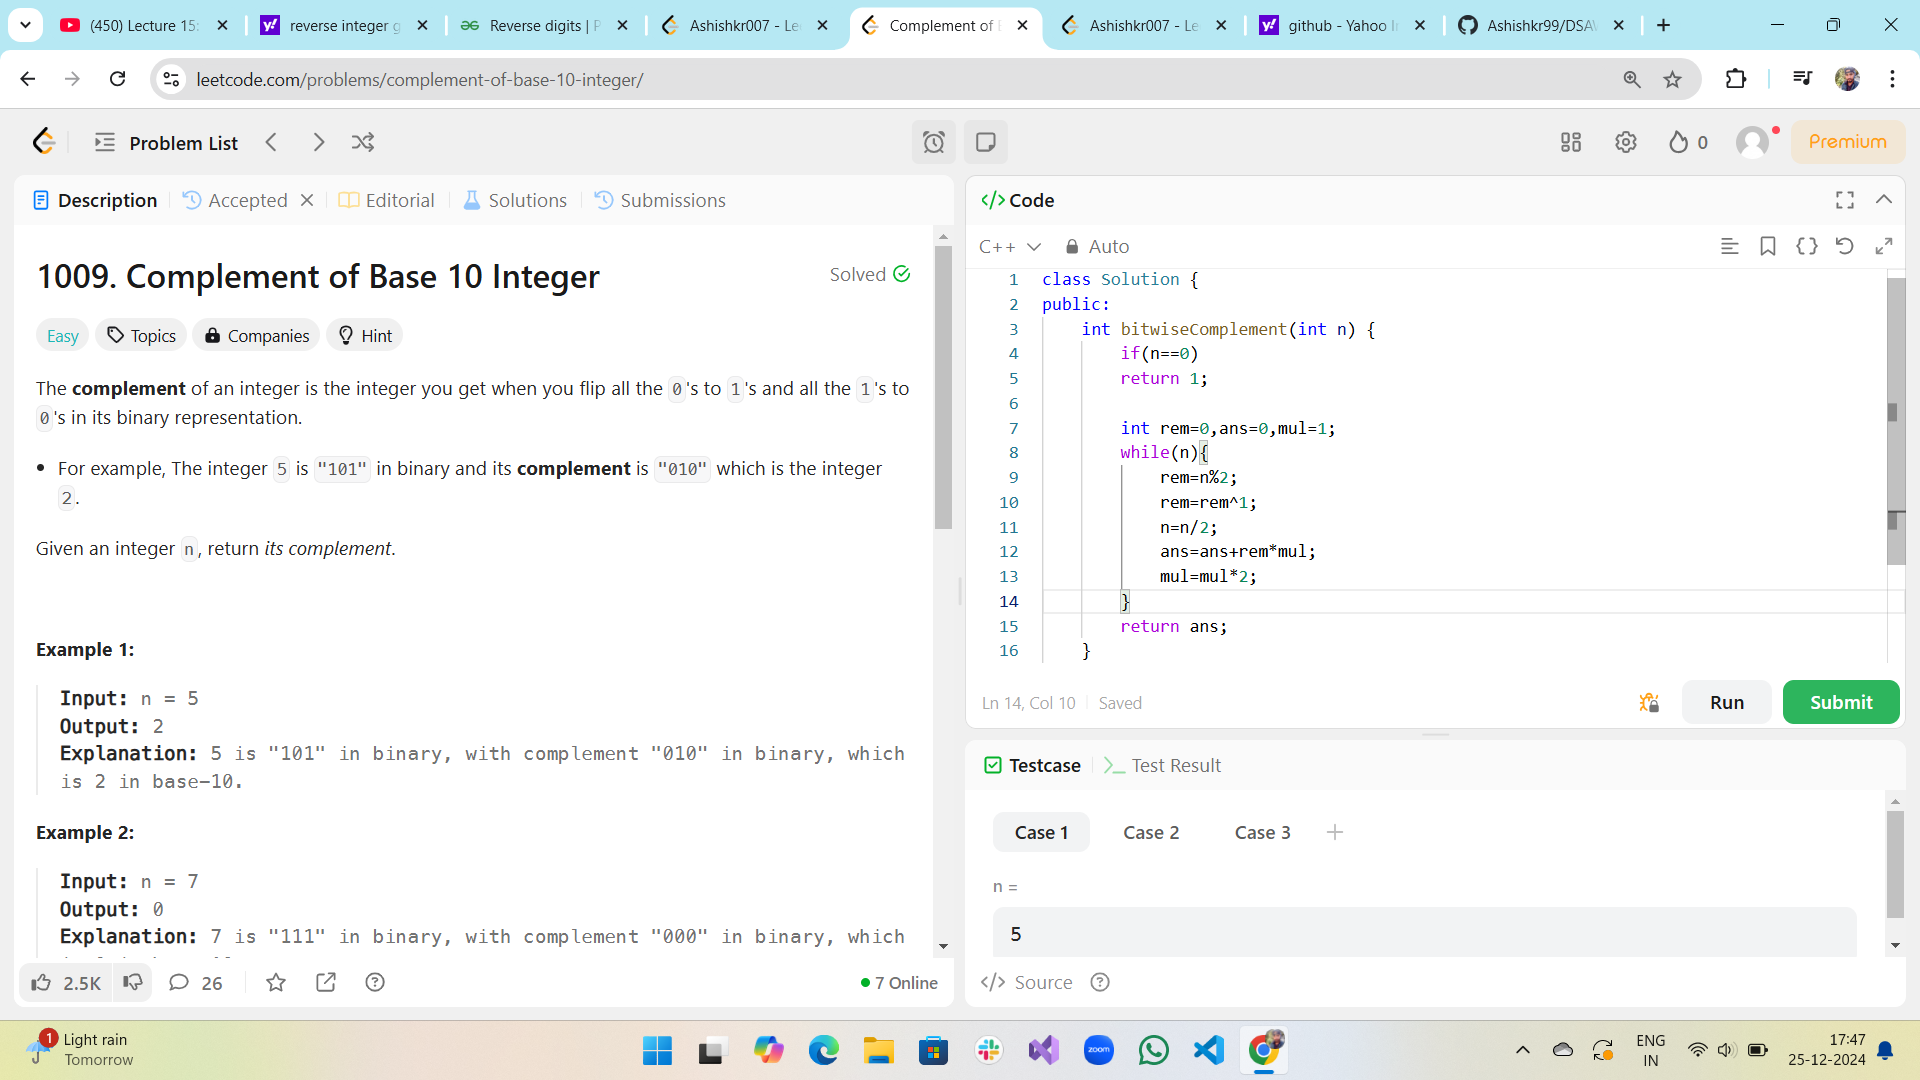 (450) Lecture 15:
reverse integer g
Reverse digits | P
Ashishkr007 - Le
Complement of B
Ashishkr007 - Le
github - Yahoo I
Ashishkr99/DSA
leetcode.com/problems/complement-of-base-10-integer/
Problem List
0
Premium
Description
Accepted
Editorial
Solutions
Submissions
1009. Complement of Base 10 Integer
Solved
Easy
Topics
Companies
Hint
The complement of an integer is the integer you get when you flip all the 0's to 1's and all the 1's to
0's in its binary representation.
• For example, The integer 5 is "101" in binary and its complement is "010" which is the integer
2.
Given an integer n, return its complement.
Example 1:
Input: n = 5
Output: 2
Explanation: 5 is "101" in binary, with complement "010" in binary, which
is 2 in base-10.
Example 2:
Input: n = 7
Output: 0
Explanation: 7 is "111" in binary, with complement "000" in binary, which
2.5K
26
7 Online
</> Code
C++
Auto
1 class Solution {
2 public:
3 int bitwiseComplement(int n) {
4 if(n==0)
5 return 1;
6
7 int rem=0,ans=0,mul=1;
8 while(n){
9 rem=n%2;
10 rem=rem^1;
11 n=n/2;
12 ans=ans+rem*mul;
13 mul=mul*2;
14 }
15 return ans;
16 }
Ln 14, Col 10
Saved
Run
Submit
Testcase
Test Result
Case 1
Case 2
Case 3
n =
5
</> Source
1
Light rain
Tomorrow
zoom
ENG
IN
17:47
25-12-2024